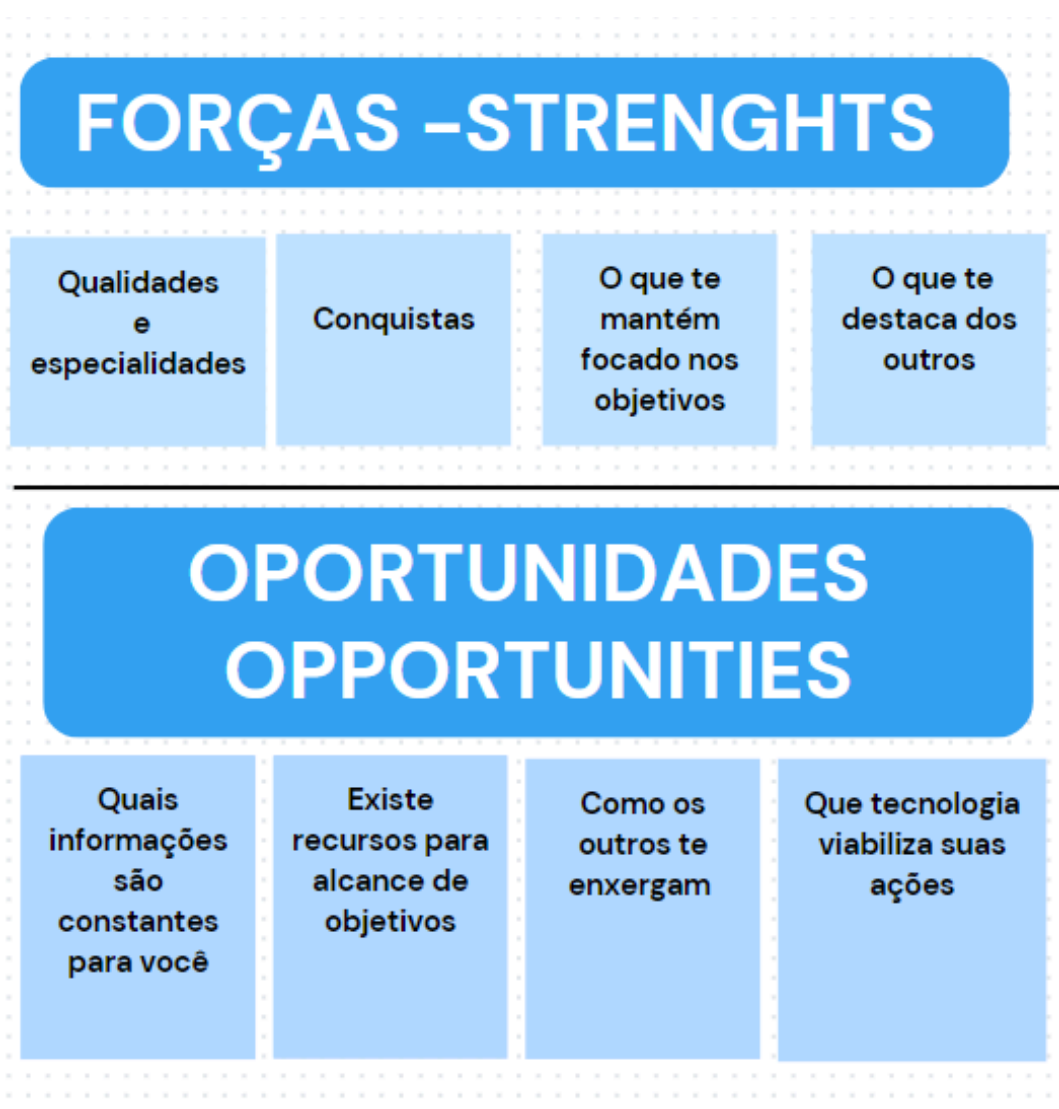 FORÇAS -STRENGHTS
Qualidades
e
especialidades
Conquistas
O que te
mantém
focado nos
objetivos
O que te
destaca dos
outros
OPORTUNIDADES
OPPORTUNITIES
Quais
informações
são
constantes
para você
Existe
recursos para
alcance de
objetivos
Como os
outros te
enxergam
Que tecnologia
viabiliza suas
ações